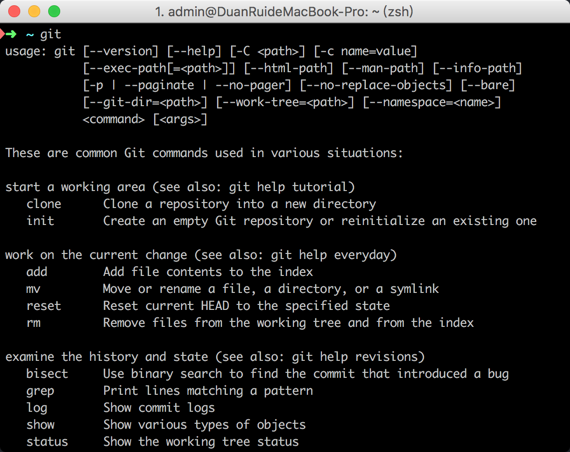 1. admin@DuanRuideMacBook-Pro: ~ (zsh)
➜ ~ git
usage: git [--version] [--help] [-C <path>] [-c name=value]
           [--exec-path[=<path>]] [--html-path] [--man-path] [--info-path]
           [-p | --paginate | --no-pager] [--no-replace-objects] [--bare]
           [--git-dir=<path>] [--work-tree=<path>] [--namespace=<name>]
           <command> [<args>]

These are common Git commands used in various situations:

start a working area (see also: git help tutorial)
   clone      Clone a repository into a new directory
   init       Create an empty Git repository or reinitialize an existing one

work on the current change (see also: git help everyday)
   add        Add file contents to the index
   mv         Move or rename a file, a directory, or a symlink
   reset      Reset current HEAD to the specified state
   rm         Remove files from the working tree and from the index

examine the history and state (see also: git help revisions)
   bisect     Use binary search to find the commit that introduced a bug
   grep       Print lines matching a pattern
   log        Show commit logs
   show       Show various types of objects
   status     Show the working tree status